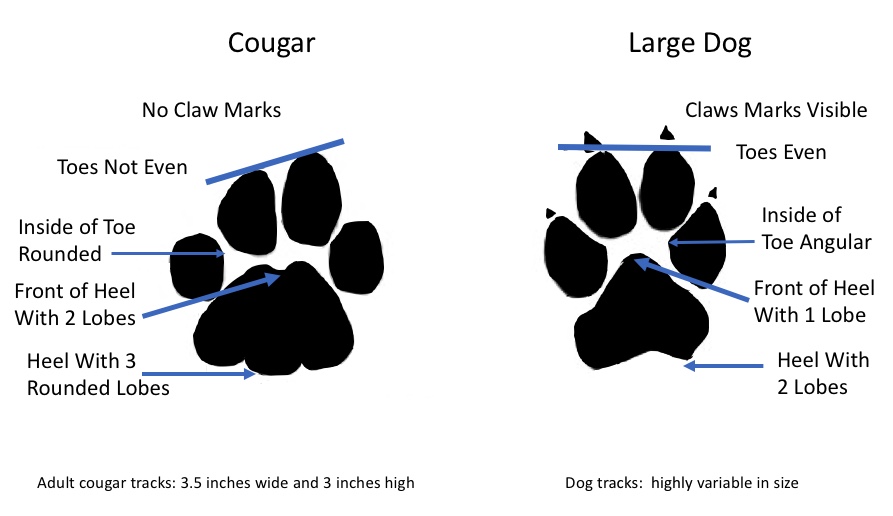 Cougar
No Claw Marks
Toes Not Even
Inside of Toe
Rounded
Front of Heel
With 2 Lobes
Heel With 3
Rounded Lobes
Adult cougar tracks: 3.5 inches wide and 3 inches high
Large Dog
Claws Marks Visible
Toes Even
Inside of
Toe Angular
Front of Heel
With 1 Lobe
Heel With
2 Lobes
Dog tracks:  highly variable in size